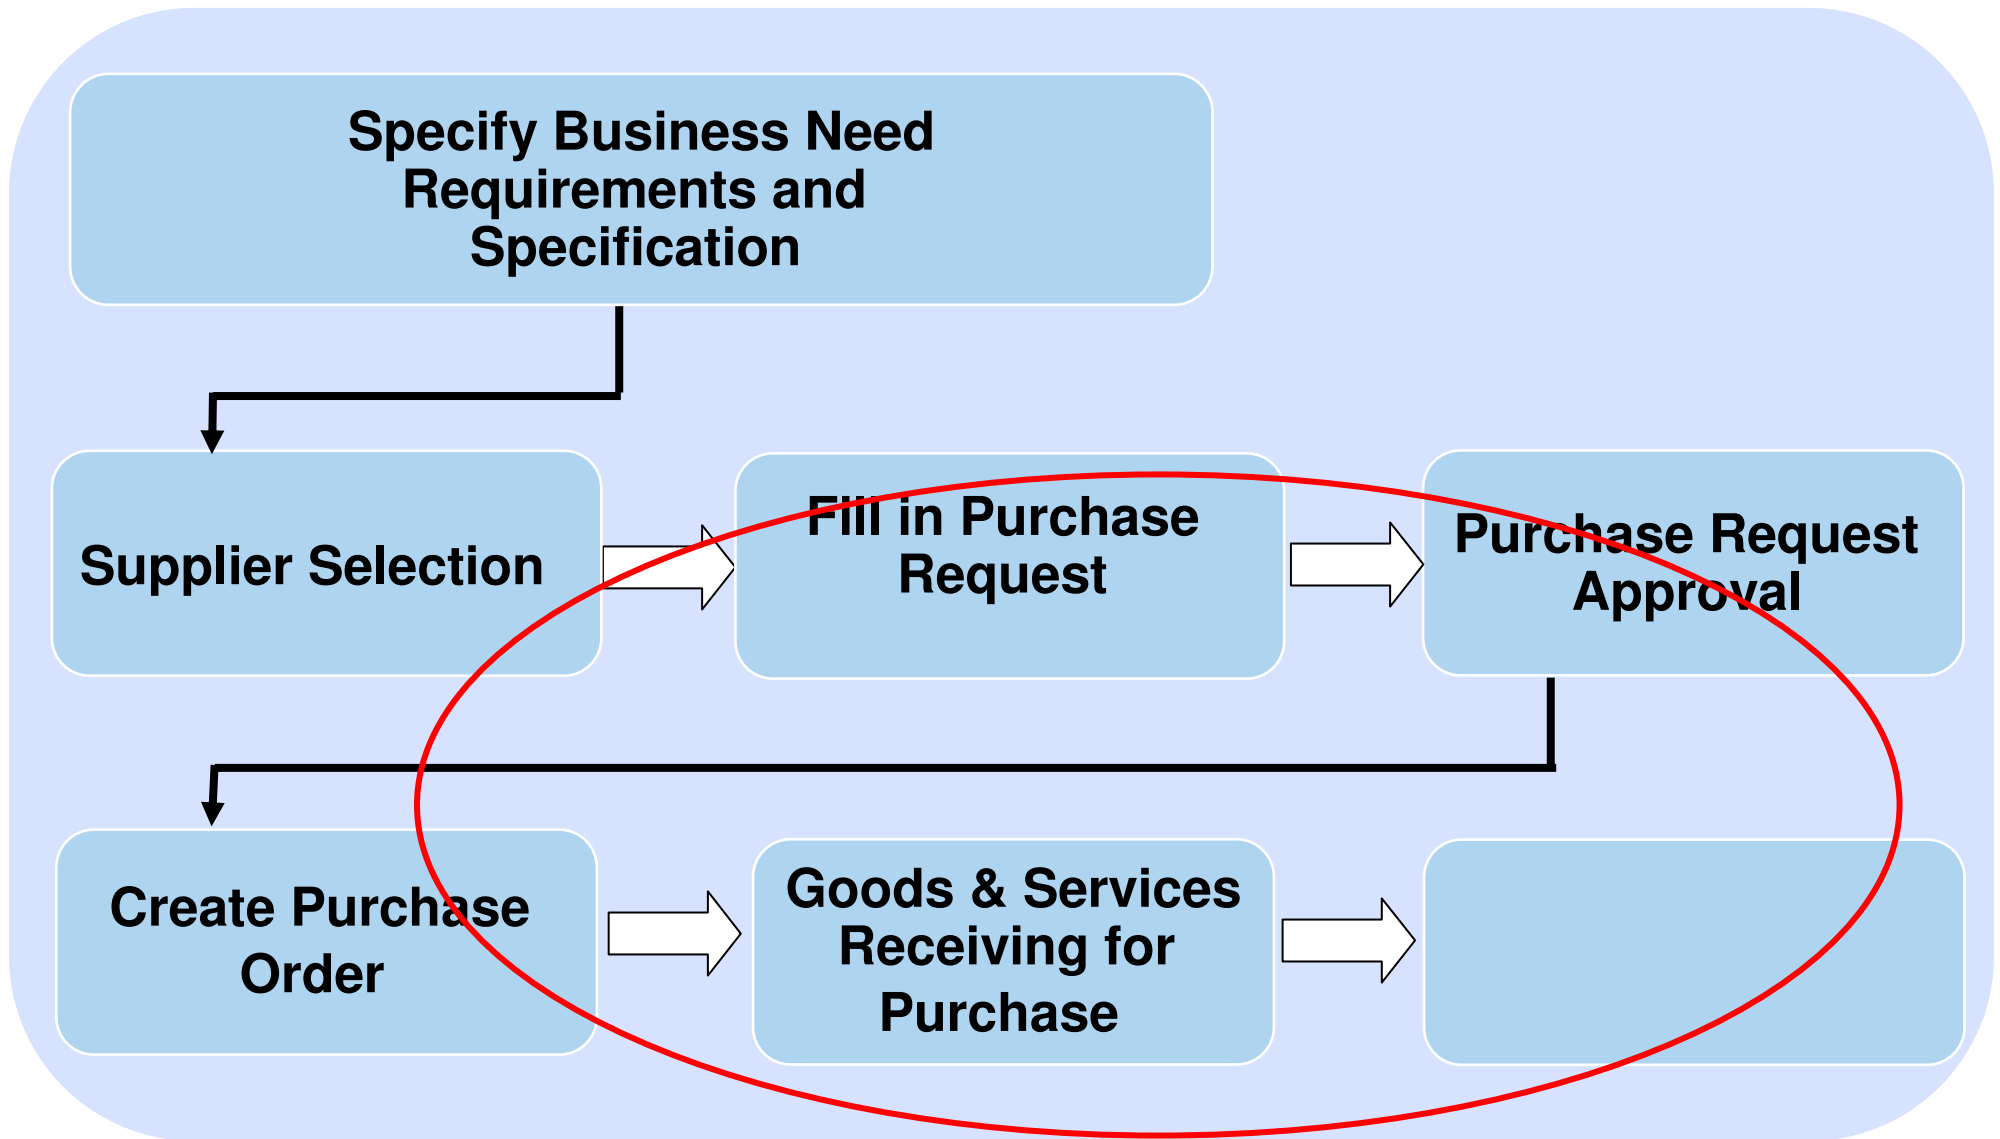 Specify Business Need
Requirements and
Specification
Supplier Selection
Fill in Purchase
Request
Purchase Request
Approval
Create Purchase
Order
Goods & Services
Receiving for
Purchase